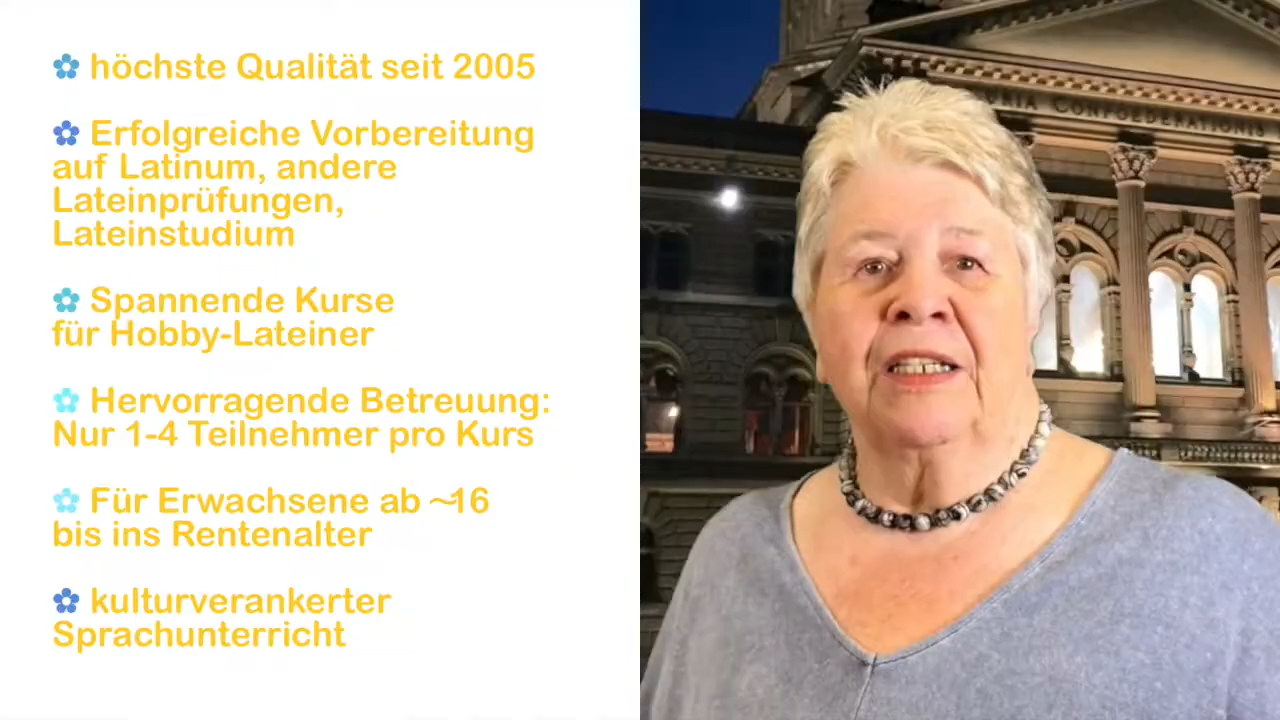 ✿ höchste Qualität seit 2005
✿ Erfolgreiche Vorbereitung
auf Latinum, andere
Lateinprüfungen,
Lateinstudium
✿ Spannende Kurse
für Hobby-Lateiner
✿ Hervorragende Betreuung:
Nur 1-4 Teilnehmer pro Kurs
✿ Für Erwachsene ab ~16
bis ins Rentenalter
✿ kulturverankerter
Sprachunterricht
CONFOEDERATIONIS